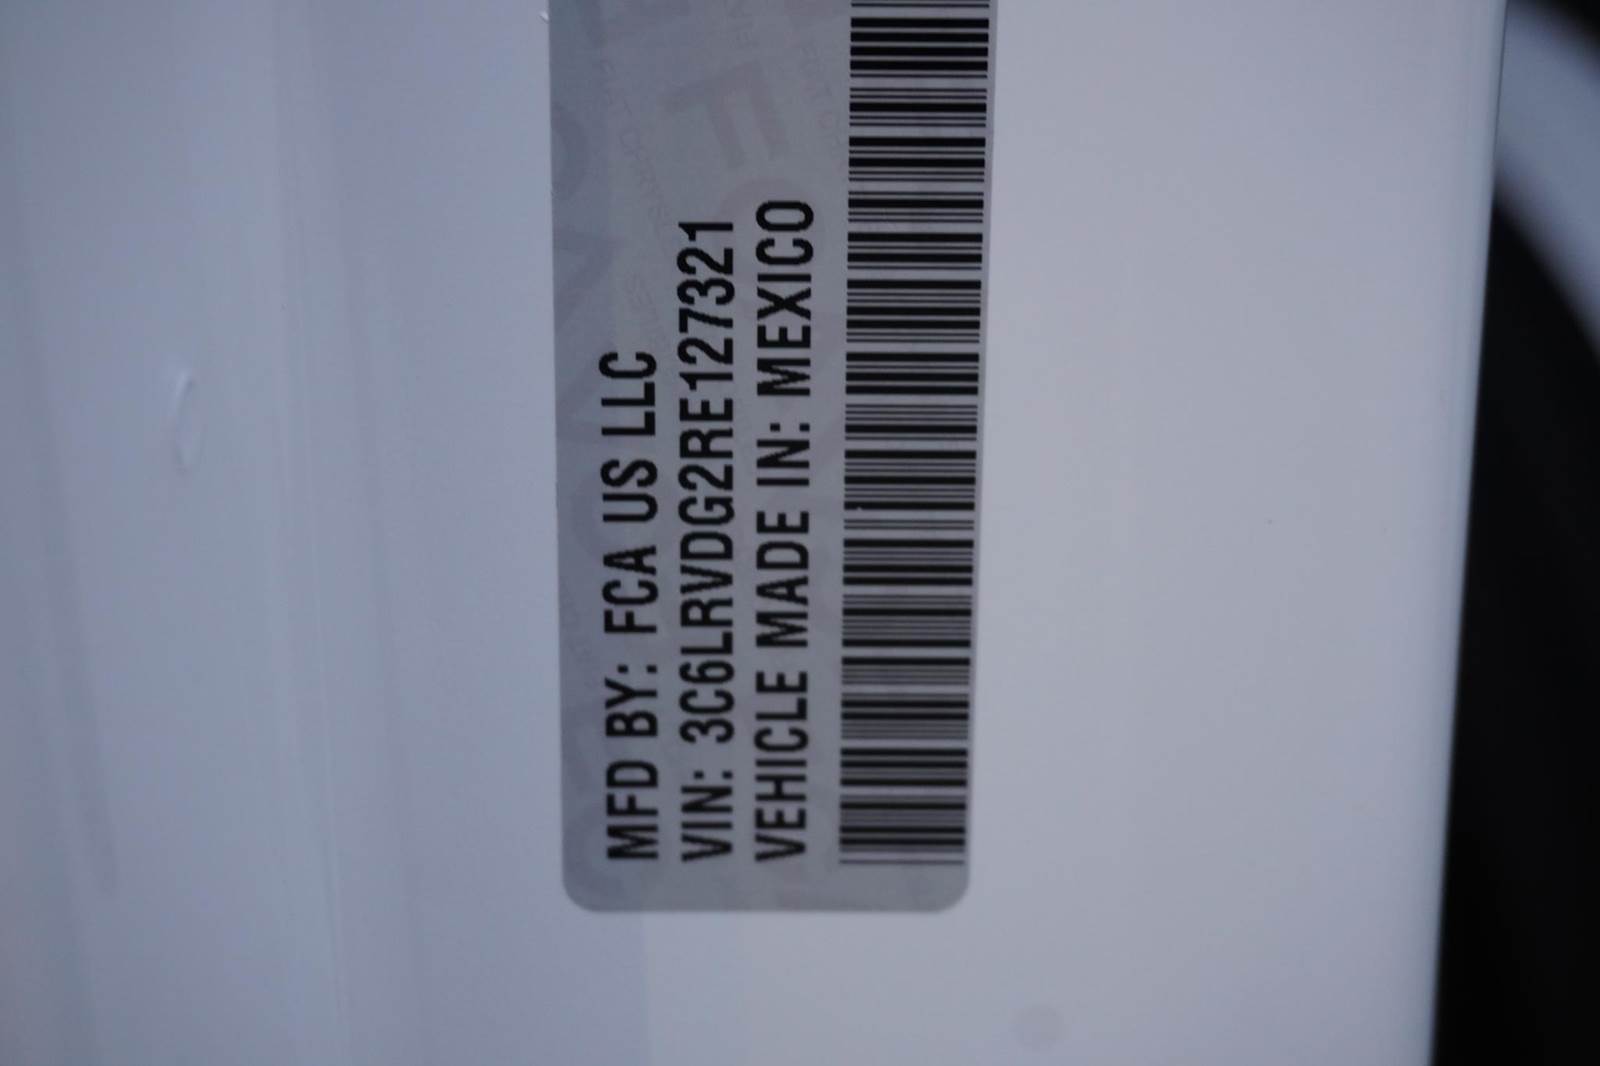 MFD BY: FCA US LLC
VIN: 3C6LRVDG2RE127321
VEHICLE MADE IN: MEXICO